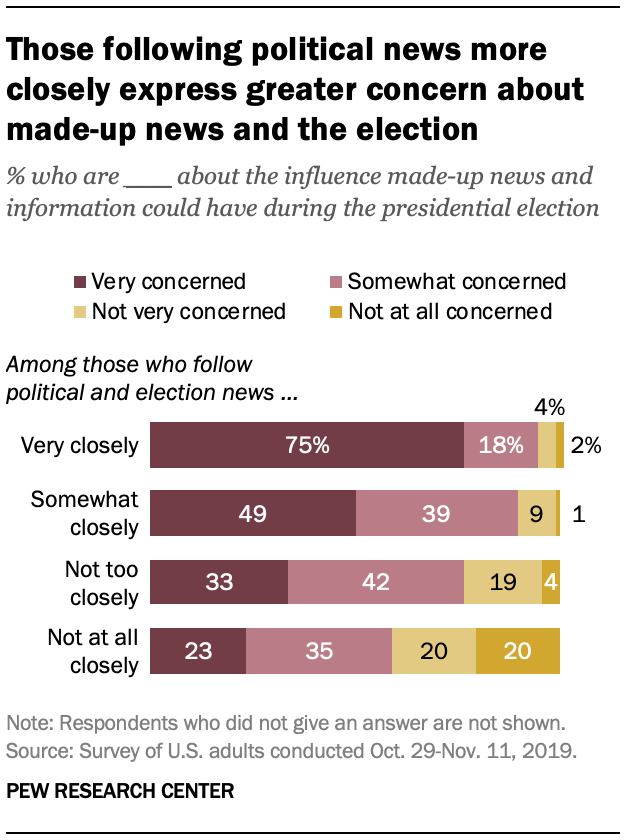 Those following political news more
closely express greater concern about
made-up news and the election
% who are ____ about the influence made-up news and
information could have during the presidential election
Very concerned
Somewhat concerned
Not very concerned
Not at all concerned
Among those who follow
political and election news ...
4%
Very closely 75% 18% 2%
Somewhat
closely
49 39 9 1
Not too
closely
33 42 19 4
Not at all
closely
23 35 20 20
Note: Respondents who did not give an answer are not shown.
Source: Survey of U.S. adults conducted Oct. 29-Nov. 11, 2019.
PEW RESEARCH CENTER